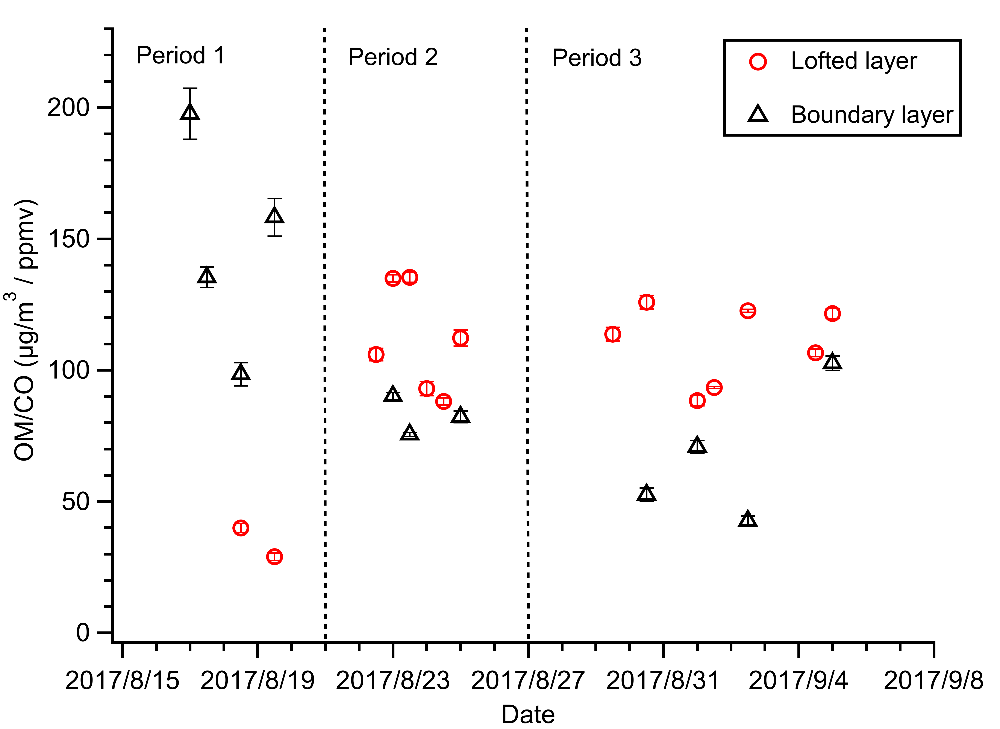 Period 1
Period 2
Period 3
Lofted layer
Boundary layer
OM/CO (µg/m³ / ppmv)
200
150
100
50
0
2017/8/15
2017/8/19
2017/8/23
2017/8/27
2017/8/31
2017/9/4
2017/9/8
Date